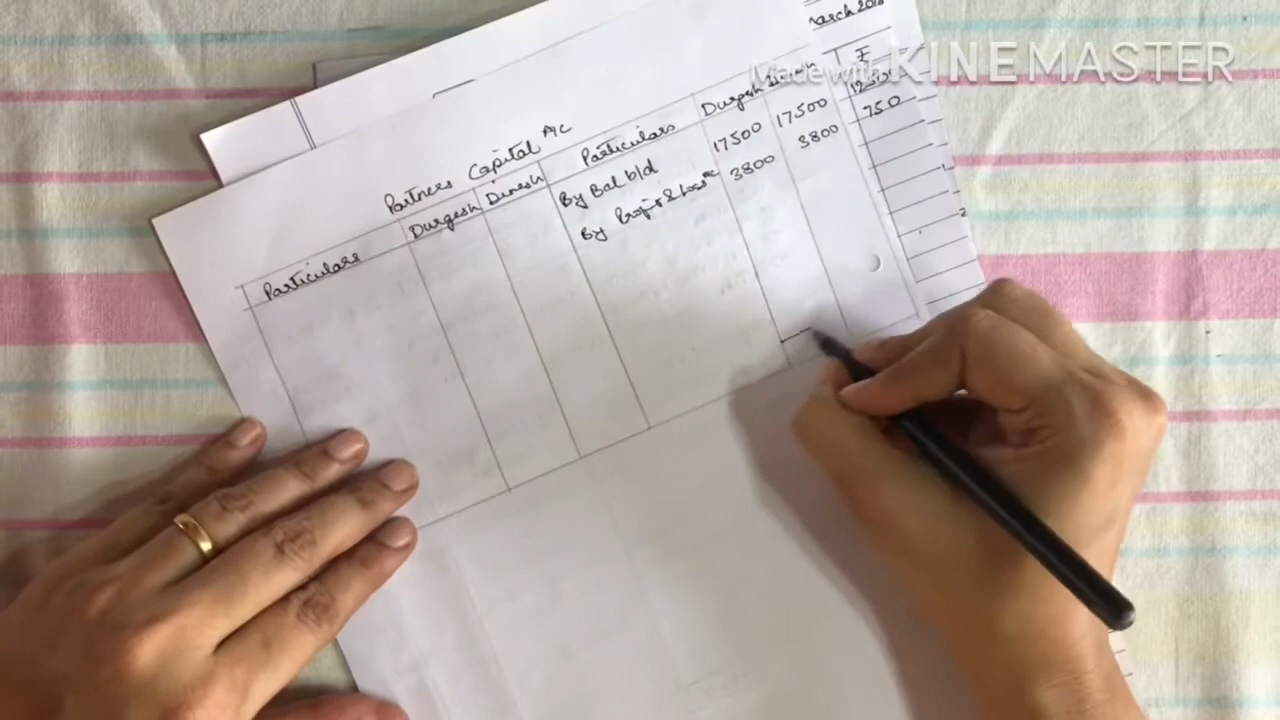 Made with KINEMASTER
march 2018
₹
750
Partners Capital A/c
Particulars Durgesh Dinesh Particulars Durgesh Dinesh
By Bal b/d 17500 17500
By Profit & Loss A/c 3800 3800